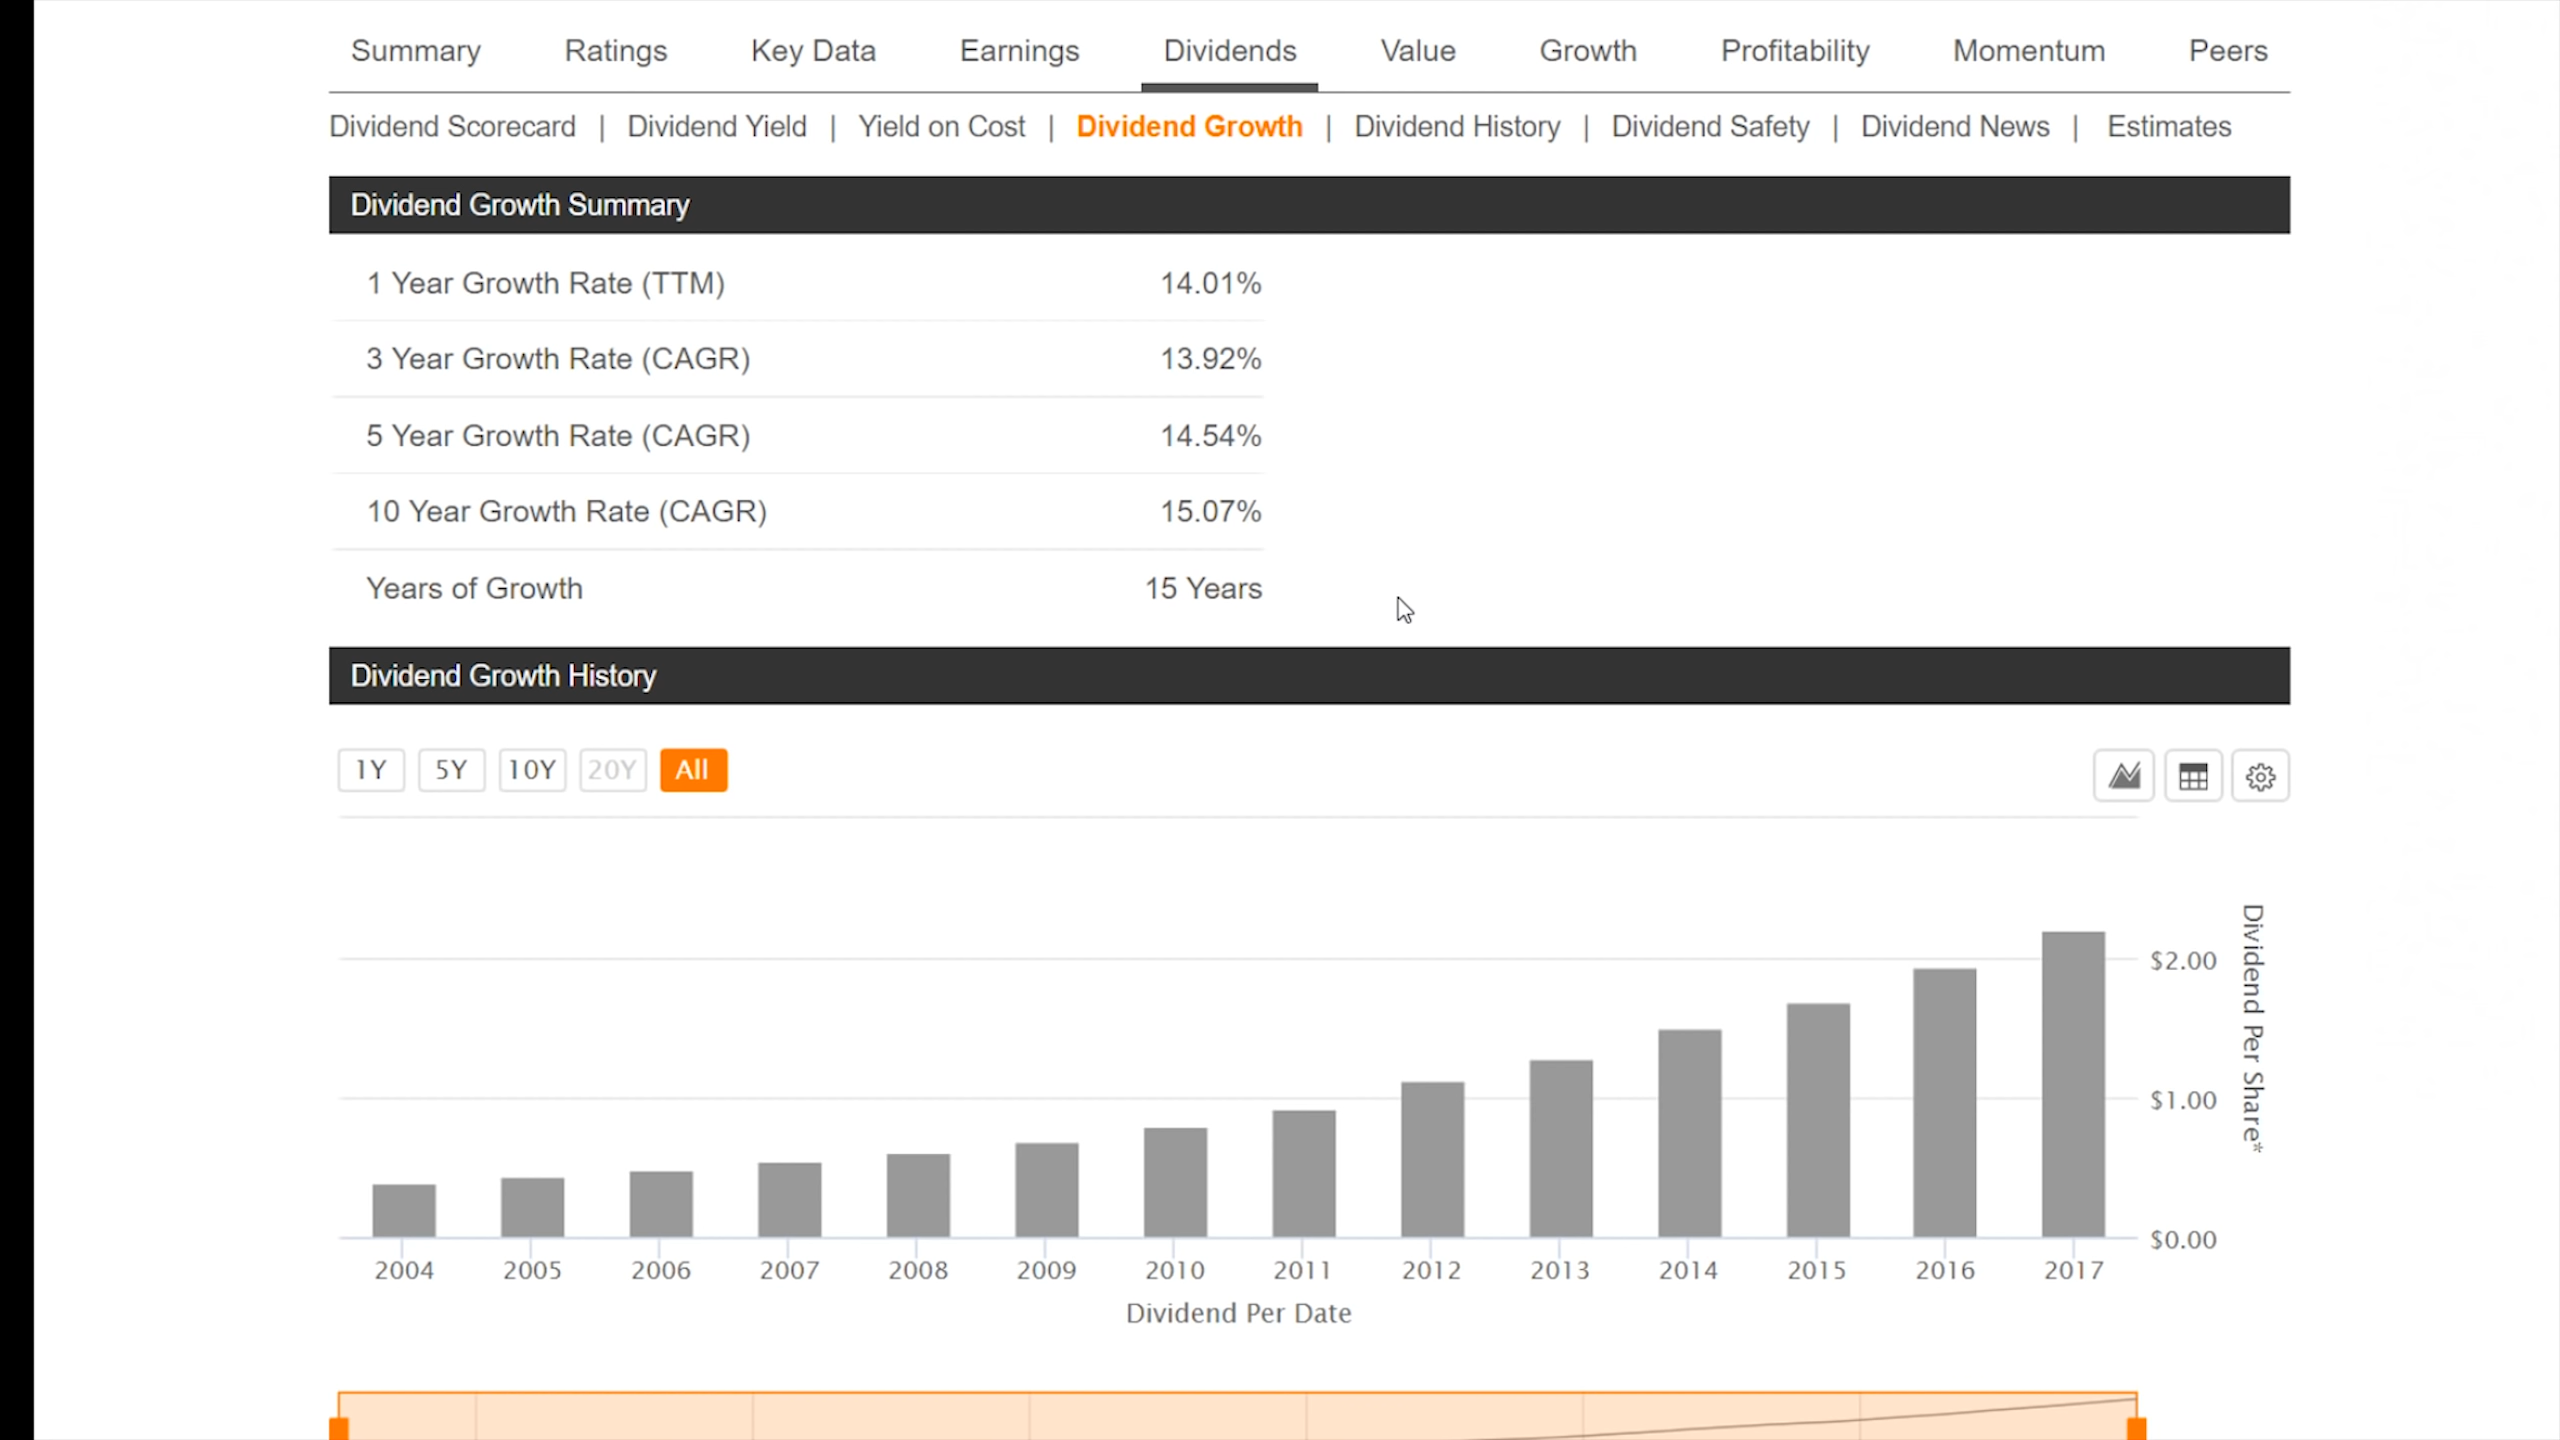 Summary Ratings Key Data Earnings Dividends Value Growth Profitability Momentum Peers
Dividend Scorecard | Dividend Yield | Yield on Cost | Dividend Growth | Dividend History | Dividend Safety | Dividend News | Estimates
Dividend Growth Summary
1 Year Growth Rate (TTM) 14.01%
3 Year Growth Rate (CAGR) 13.92%
5 Year Growth Rate (CAGR) 14.54%
10 Year Growth Rate (CAGR) 15.07%
Years of Growth 15 Years
Dividend Growth History
1Y 5Y 10Y 20Y All
$2.00
$1.00
$0.00
Dividend Per Share*
2004 2005 2006 2007 2008 2009 2010 2011 2012 2013 2014 2015 2016 2017
Dividend Per Date